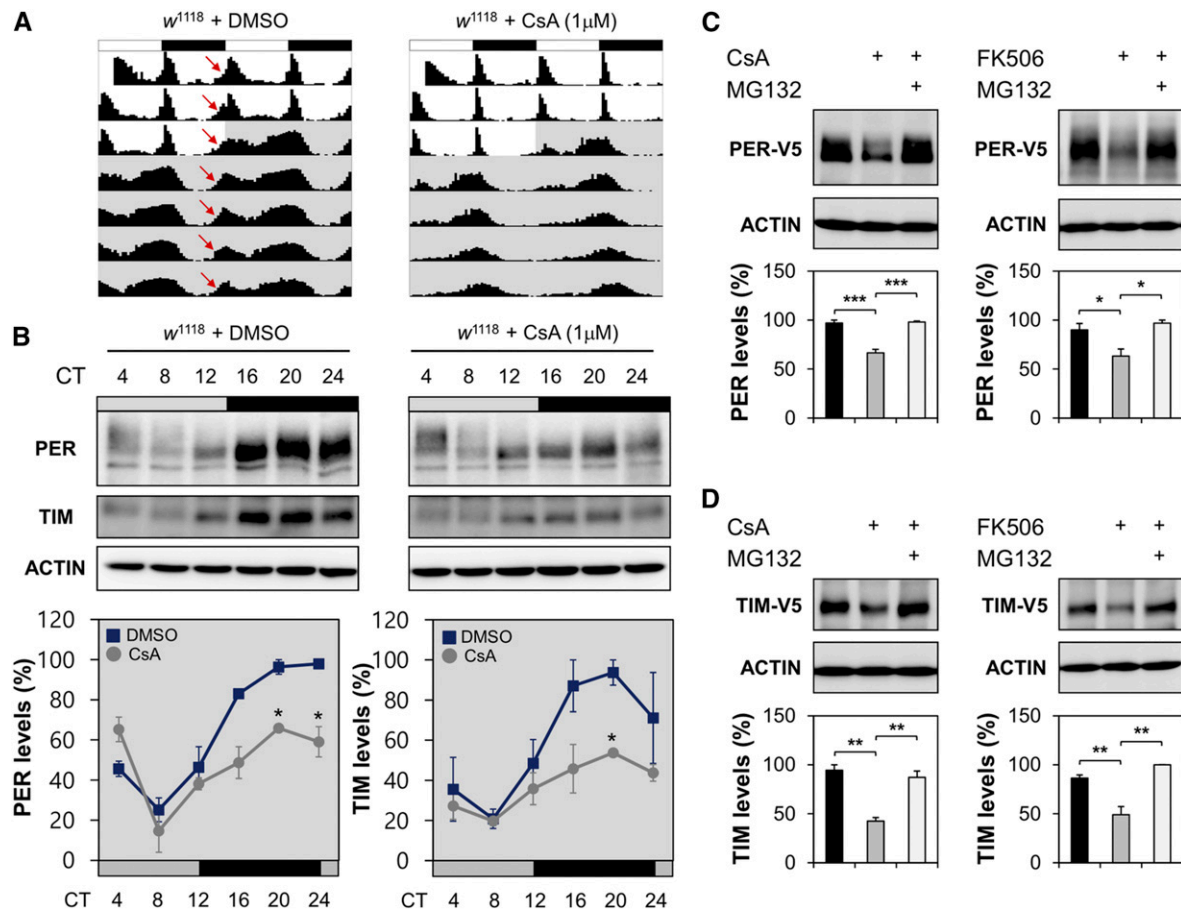 A
w¹¹¹⁸ + DMSO
w¹¹¹⁸ + CsA (1µM)
B
w¹¹¹⁸ + DMSO
w¹¹¹⁸ + CsA (1µM)
CT 4 8 12 16 20 24 4 8 12 16 20 24
PER
TIM
ACTIN
PER levels (%)
120
100
80
60
40
20
0
DMSO
CsA
* *
CT 4 8 12 16 20 24
TIM levels (%)
120
100
80
60
40
20
0
DMSO
CsA
*
CT 4 8 12 16 20 24
C
CsA + +
MG132 +
PER-V5
ACTIN
PER levels (%)
150
100
50
0
*** ***
FK506 + +
MG132 +
PER-V5
ACTIN
PER levels (%)
150
100
50
0
* *
D
CsA + +
MG132 +
TIM-V5
ACTIN
TIM levels (%)
150
100
50
0
** **
FK506 + +
MG132 +
TIM-V5
ACTIN
TIM levels (%)
150
100
50
0
** **